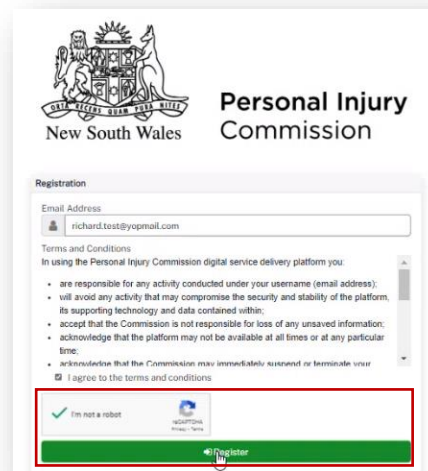 ORTA RECENS QUAM PURA NITES
New South Wales
Personal Injury
Commission
Registration
Email Address
richard.test@yopmail.com
Terms and Conditions
In using the Personal Injury Commission digital service delivery platform you:
are responsible for any activity conducted under your username (email address);
will avoid any activity that may compromise the security and stability of the platform,
its supporting technology and data contained within;
accept that the Commission is not responsible for loss of any unsaved information;
acknowledge that the platform may not be available at all times or at any particular
time;
acknowledge that the Commission may immediately suspend or terminate your
I agree to the terms and conditions
I'm not a robot
reCAPTCHA
Privacy - Terms
Register